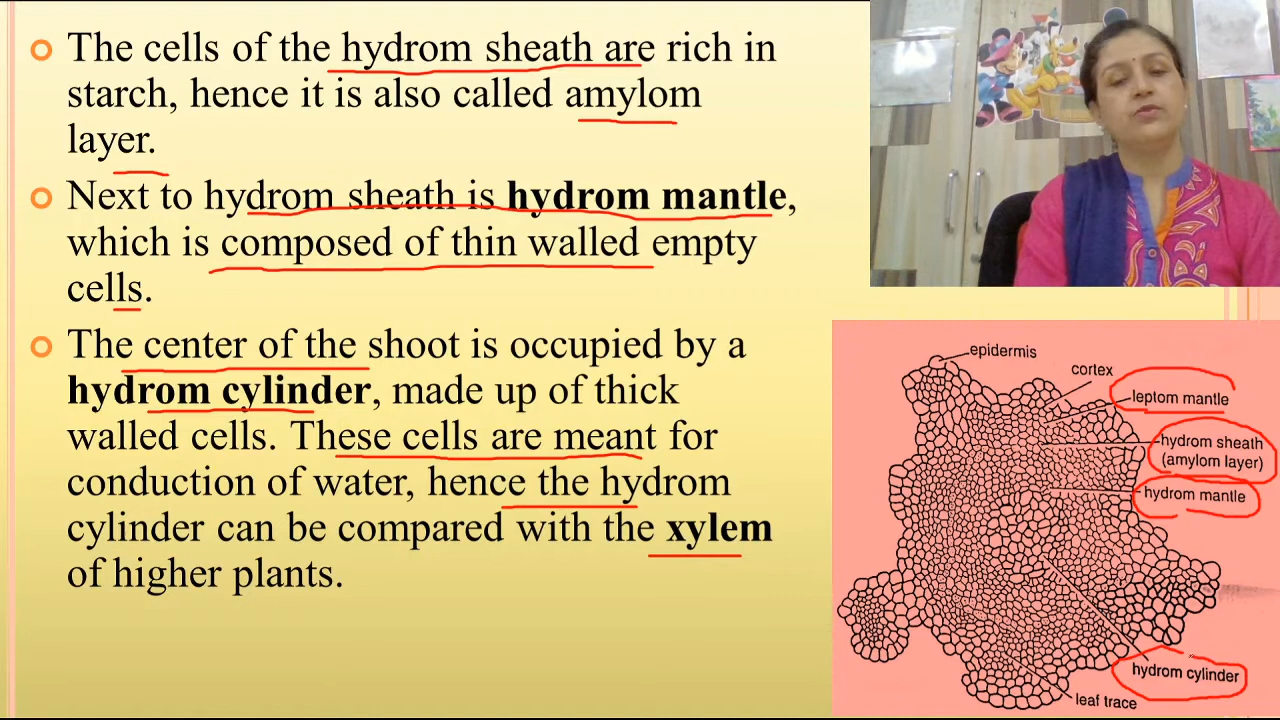 The cells of the hydrom sheath are rich in
starch, hence it is also called amylom
layer.
Next to hydrom sheath is hydrom mantle,
which is composed of thin walled empty
cells.
The center of the shoot is occupied by a
hydrom cylinder, made up of thick
walled cells. These cells are meant for
conduction of water, hence the hydrom
cylinder can be compared with the xylem
of higher plants.
epidermis
cortex
leptom mantle
hydrom sheath
(amylom layer)
hydrom mantle
hydrom cylinder
leaf trace